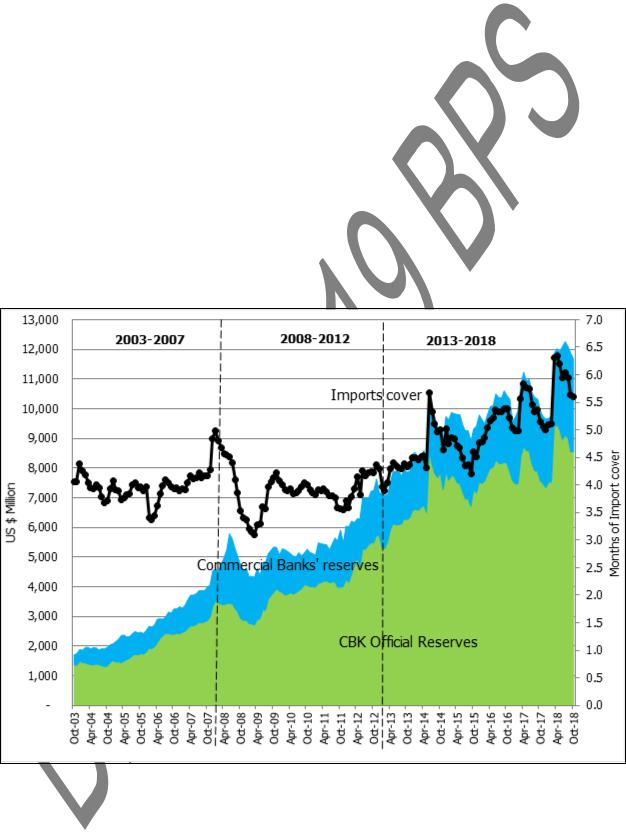 19 BPS
13,000
12,000
11,000
10,000
9,000
8,000
7,000
6,000
5,000
4,000
3,000
2,000
1,000
-
US $ Million
2003-2007
2008-2012
2013-2018
Imports cover
Commercial Banks' reserves
CBK Official Reserves
7.0
6.5
6.0
5.5
5.0
4.5
4.0
3.5
3.0
2.5
2.0
1.5
1.0
0.5
0.0
Months of Import cover
Oct-03
Apr-04
Oct-04
Apr-05
Oct-05
Apr-06
Oct-06
Apr-07
Oct-07
Apr-08
Oct-08
Apr-09
Oct-09
Apr-10
Oct-10
Apr-11
Oct-11
Apr-12
Oct-12
Apr-13
Oct-13
Apr-14
Oct-14
Apr-15
Oct-15
Apr-16
Oct-16
Apr-17
Oct-17
Apr-18
Oct-18